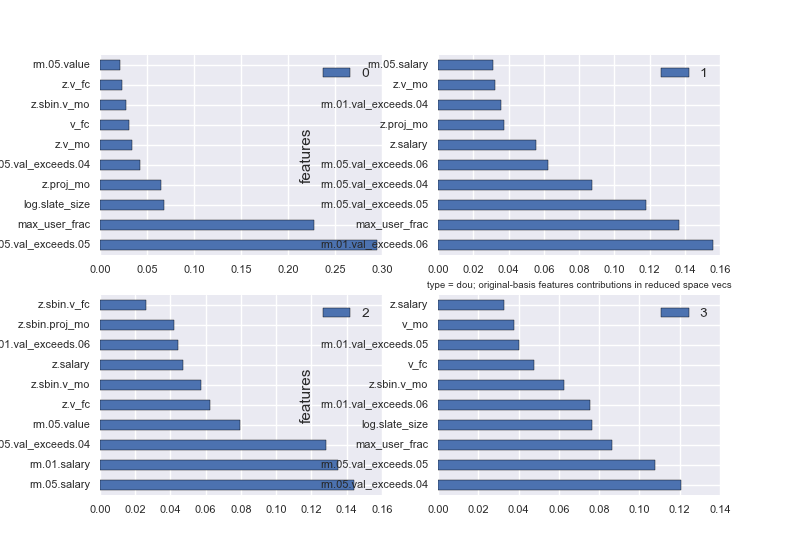 rm.05.value
z.v_fc
z.sbin.v_mo
v_fc
z.v_mo
05.val_exceeds.04
z.proj_mo
log.slate_size
max_user_frac
05.val_exceeds.05
0
0.00 0.05 0.10 0.15 0.20 0.25 0.30
features
rm.05.salary
z.v_mo
rm.01.val_exceeds.04
z.proj_mo
z.salary
rm.05.val_exceeds.06
rm.05.val_exceeds.04
rm.05.val_exceeds.05
max_user_frac
rm.01.val_exceeds.06
1
0.00 0.02 0.04 0.06 0.08 0.10 0.12 0.14 0.16
type = dou; original-basis features contributions in reduced space vecs
z.sbin.v_fc
z.sbin.proj_mo
01.val_exceeds.06
z.salary
z.sbin.v_mo
z.v_fc
rm.05.value
05.val_exceeds.04
rm.01.salary
rm.05.salary
2
0.00 0.02 0.04 0.06 0.08 0.10 0.12 0.14 0.16
features
z.salary
v_mo
rm.01.val_exceeds.05
v_fc
z.sbin.v_mo
rm.01.val_exceeds.06
log.slate_size
max_user_frac
rm.05.val_exceeds.05
rm.05.val_exceeds.04
3
0.00 0.02 0.04 0.06 0.08 0.10 0.12 0.14